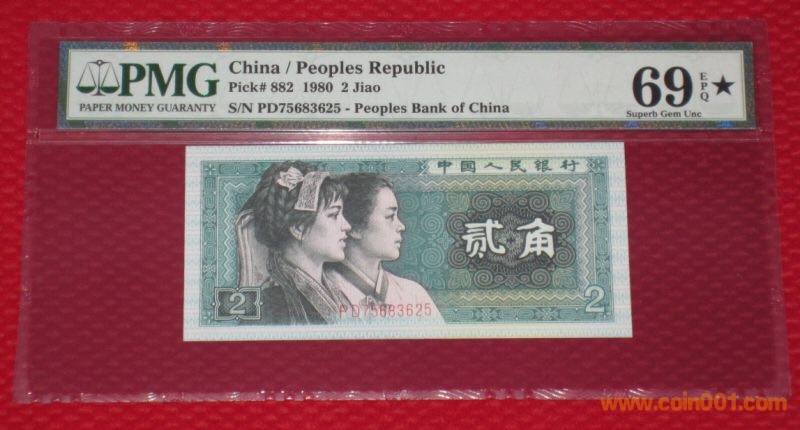 PMG
PAPER MONEY GUARANTY
China / Peoples Republic
Pick# 882 1980 2 Jiao
S/N PD75683625 - Peoples Bank of China
69 EPQ ★
Superb Gem Unc
中国人民银行
贰角
2
PD75683625
2
www.coin001.com